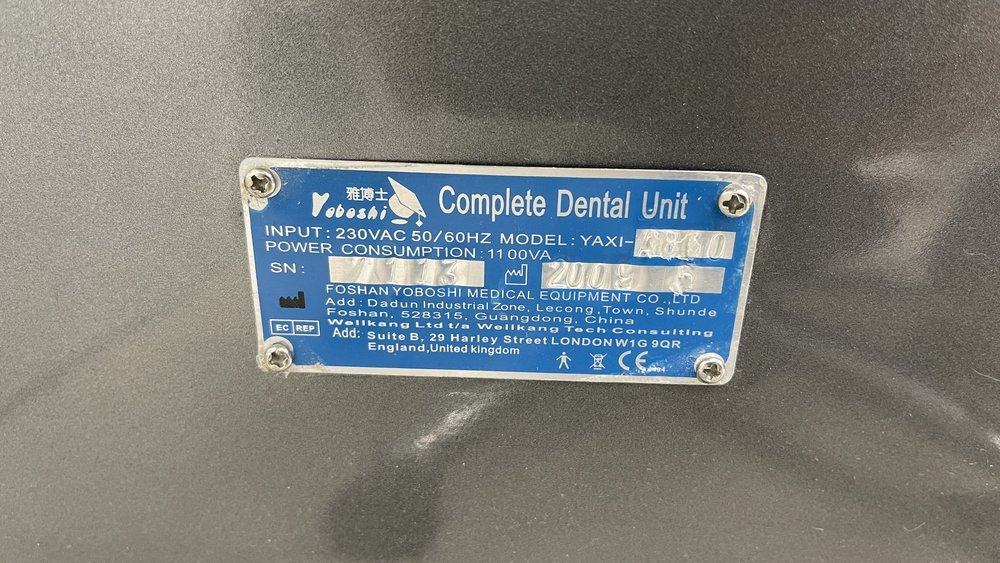 雅博士
Yoboshi
Complete Dental Unit
INPUT: 230VAC 50/60HZ MODEL: YAXI-
POWER CONSUMPTION: 1100VA
SN:
FOSHAN YOBOSHI MEDICAL EQUIPMENT CO.,LTD
Add: Dadun Industrial Zone, Lecong,Town, Shunde
Foshan, 528315, Guangdong, China
EC REP
Wellkang Ltd t/a Wellkang Tech Consulting
Add: Suite B, 29 Harley Street LONDONW1G 9QR
England,United kingdom
CE